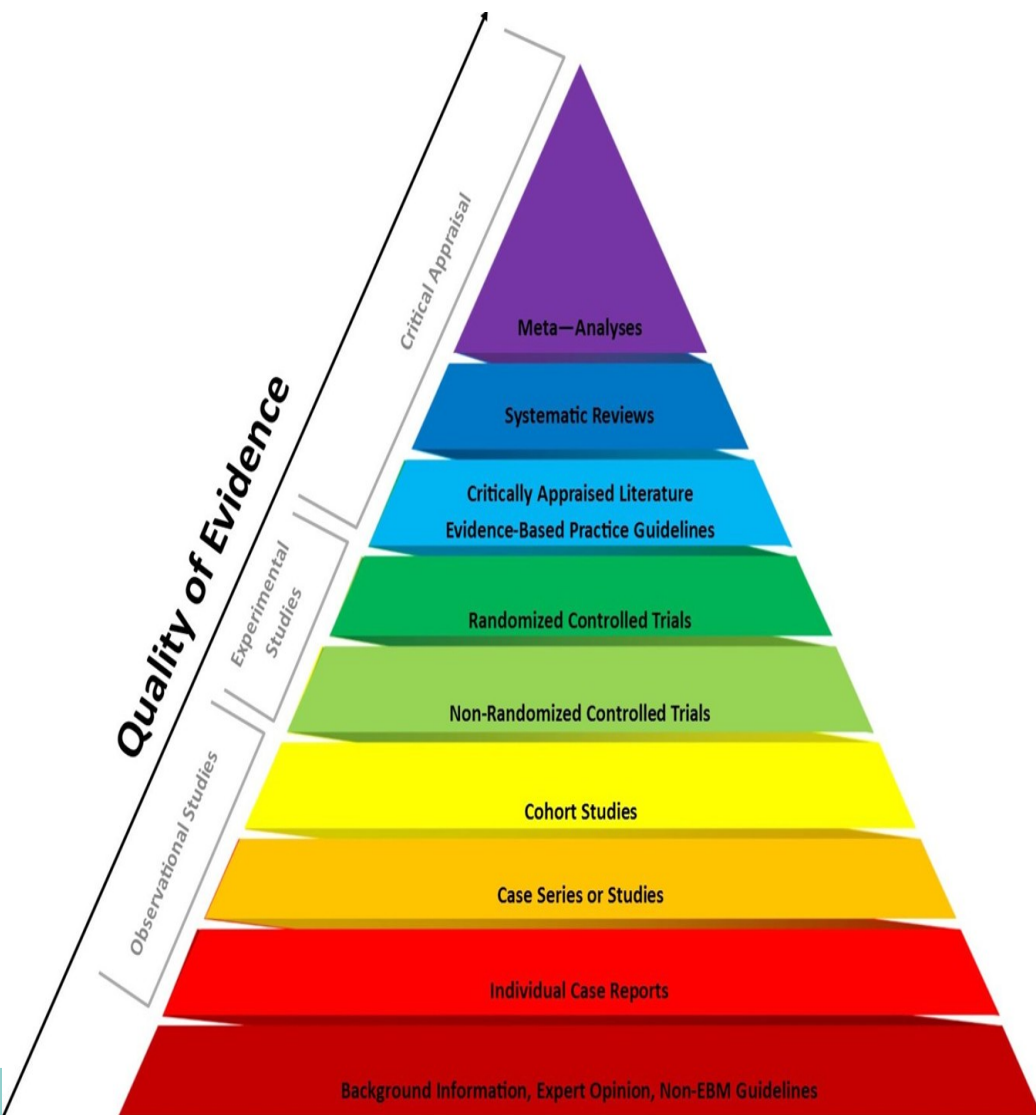 Quality of Evidence
Critical Appraisal
Experimental
Studies
Observational Studies
Meta—Analyses
Systematic Reviews
Critically Appraised Literature
Evidence-Based Practice Guidelines
Randomized Controlled Trials
Non-Randomized Controlled Trials
Cohort Studies
Case Series or Studies
Individual Case Reports
Background Information, Expert Opinion, Non-EBM Guidelines